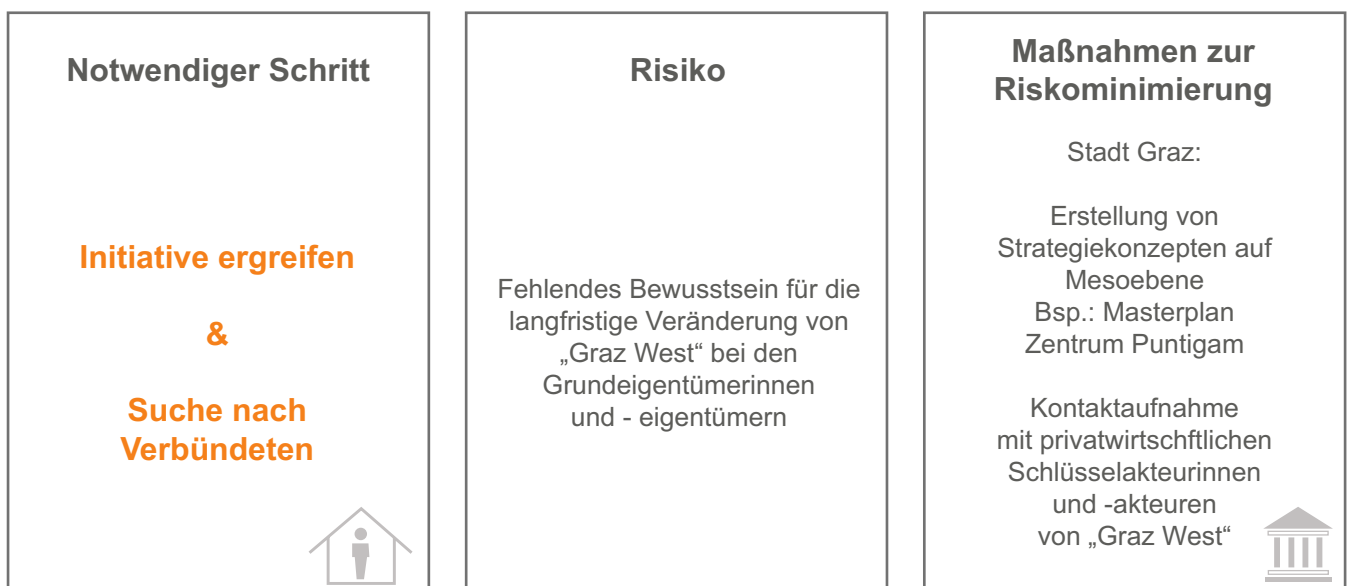 Notwendiger Schritt
Initiative ergreifen
&
Suche nach
Verbündeten
Risiko
Fehlendes Bewusstsein für die
langfristige Veränderung von
„Graz West“ bei den
Grundeigentümerinnen
und - eigentümern
Maßnahmen zur
Riskominimierung
Stadt Graz:
Erstellung von
Strategiekonzepten auf
Mesoebene
Bsp.: Masterplan
Zentrum Puntigam
Kontaktaufnahme
mit privatwirtschftlichen
Schlüsselakteurinnen
und -akteuren
von „Graz West“